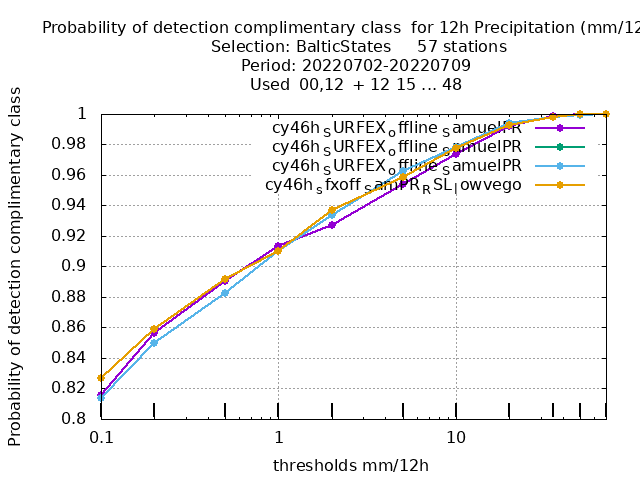 Probability of detection complimentary class for 12h Precipitation (mm/12
Selection: BalticStates 57 stations
Period: 20220702-20220709
Used 00,12 + 12 15 ... 48
Probability of detection complimentary class
1
0.98
0.96
0.94
0.92
0.9
0.88
0.86
0.84
0.82
0.8
cy46h_SURFEX_offline_SamuelPR
cy46h_SURFEX_offline_SamuelPR
cy46h_SURFEX_offline_SamuelPR
cy46h_sfxoff_SamPR_RSL_lowvego
0.1
1
10
thresholds mm/12h